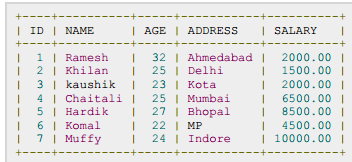 +----+----------+-----+-----------+----------+
| ID | NAME     | AGE | ADDRESS   | SALARY   |
+----+----------+-----+-----------+----------+
|  1 | Ramesh   |  32 | Ahmedabad |  2000.00 |
|  2 | Khilan   |  25 | Delhi     |  1500.00 |
|  3 | kaushik  |  23 | Kota      |  2000.00 |
|  4 | Chaitali |  25 | Mumbai    |  6500.00 |
|  5 | Hardik   |  27 | Bhopal    |  8500.00 |
|  6 | Komal    |  22 | MP        |  4500.00 |
|  7 | Muffy    |  24 | Indore    | 10000.00 |
+----+----------+-----+-----------+----------+